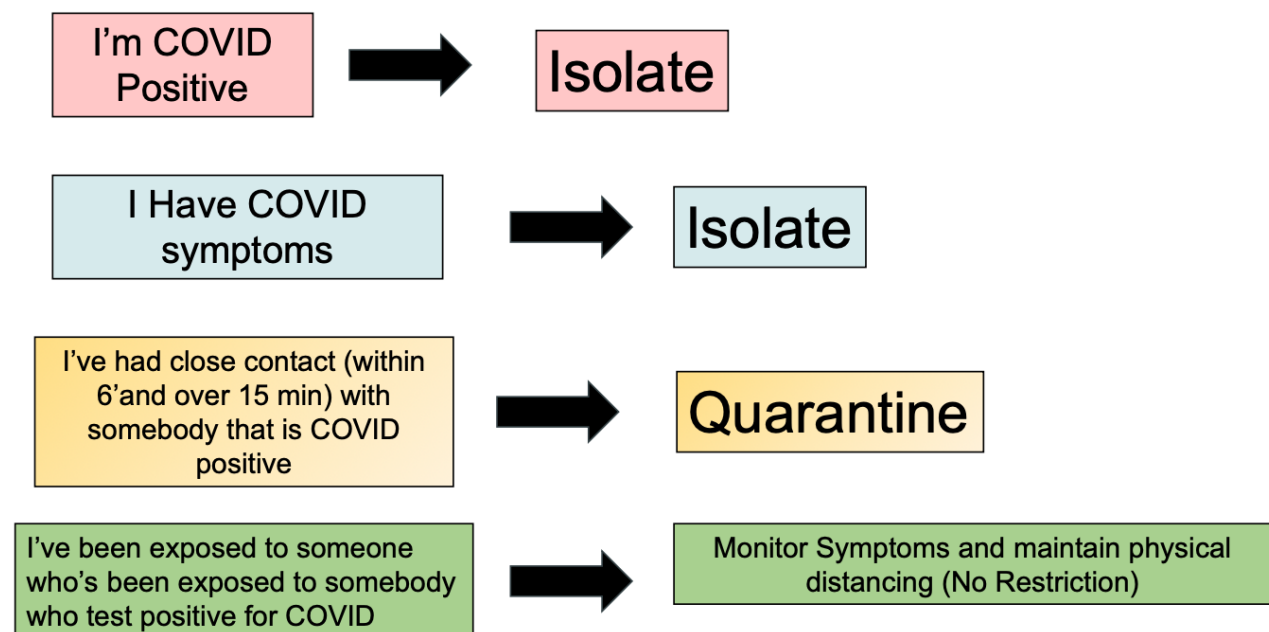 I'm COVID
Positive
Isolate
I Have COVID
symptoms
Isolate
I've had close contact (within
6'and over 15 min) with
somebody that is COVID
positive
Quarantine
I've been exposed to someone
who's been exposed to somebody
who test positive for COVID
Monitor Symptoms and maintain physical
distancing (No Restriction)